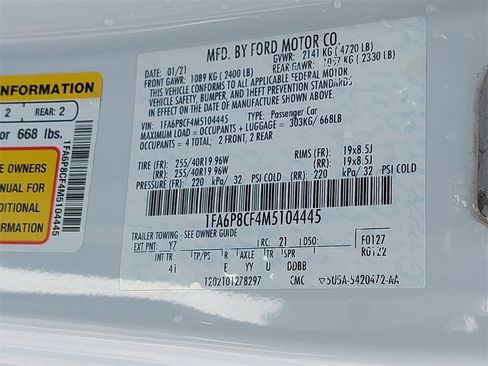 INFORMATION
2 REAR: 2
or 668 lbs.
E OWNERS
NUAL FOR
DITIONAL
RMATION
1FA6P8CF4M5104445
MFD. BY FORD MOTOR CO.
DATE: 01/21 GVWR: 2141 KG ( 4720 LB)
FRONT GAWR: 1089 KG ( 2400 LB) REAR GAWR: 1057 KG ( 2330 LB)
THIS VEHICLE CONFORMS TO ALL APPLICABLE FEDERAL MOTOR
VEHICLE SAFETY, BUMPER, AND THEFT PREVENTION STANDARDS
IN EFFECT ON THE DATE OF MANUFACTURE SHOWN ABOVE.
VIN: 1FA6P8CF4M5104445 TYPE: Passenger Car
MAXIMUM LOAD = OCCUPANTS + LUGGAGE = 303KG/ 668LB
OCCUPANTS = 4 TOTAL; 2 FRONT, 2 REAR
TIRE (FR): 255/40R19 96W RIM: 19x8.5J
TIRE (RR): 255/40R19 96W RIM: 19x8.5J
PRESSURE (FR): 220 kPa/ 32 PSI COLD (RR): 220 kPa/ 32 PSI COLD
1FA6P8CF4M5104445
TRAILER TOWING - SEE OWNER GUIDE
EXT PNT: YZ RC: 21 DSO: F0127
INT TR TP/PS R AXLE TR SPR R0122
4I E YY U DDBB
120210127829? CMC 5U5A-5420472-AA